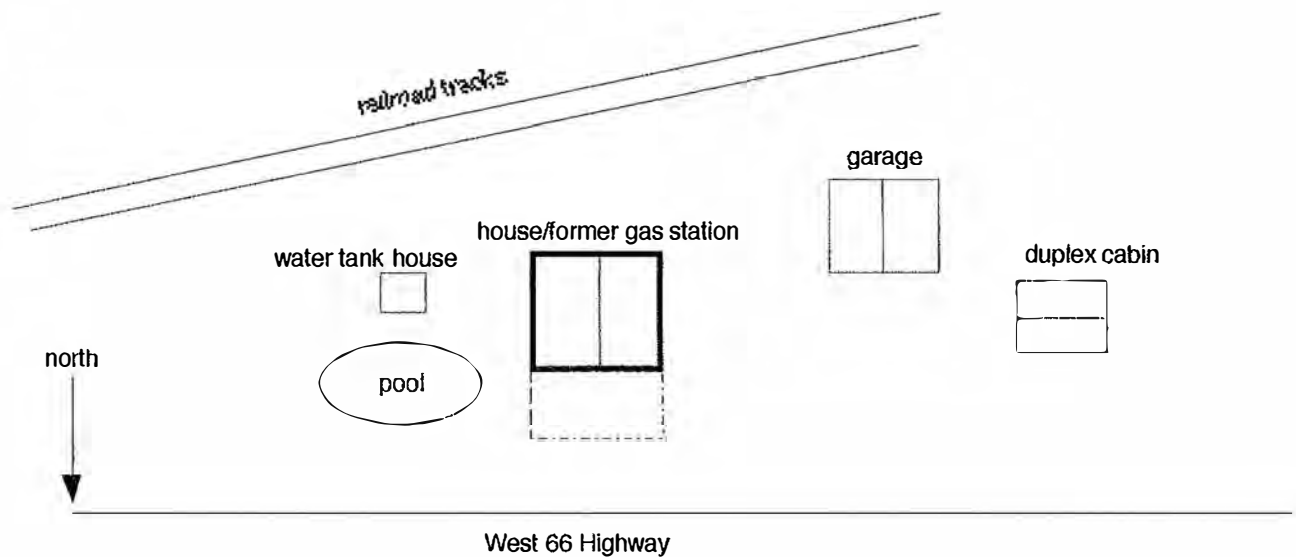 railroad tracks
garage
house/former gas station
water tank house
duplex cabin
north
pool
West 66 Highway